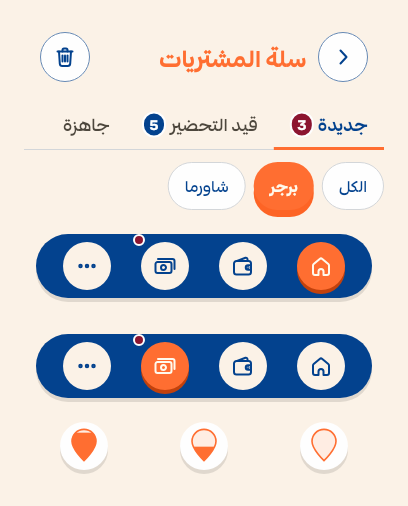 سلة المشتريات
جديدة 3 قيد التحضير 5 جاهزة
الكل برجر شاورما